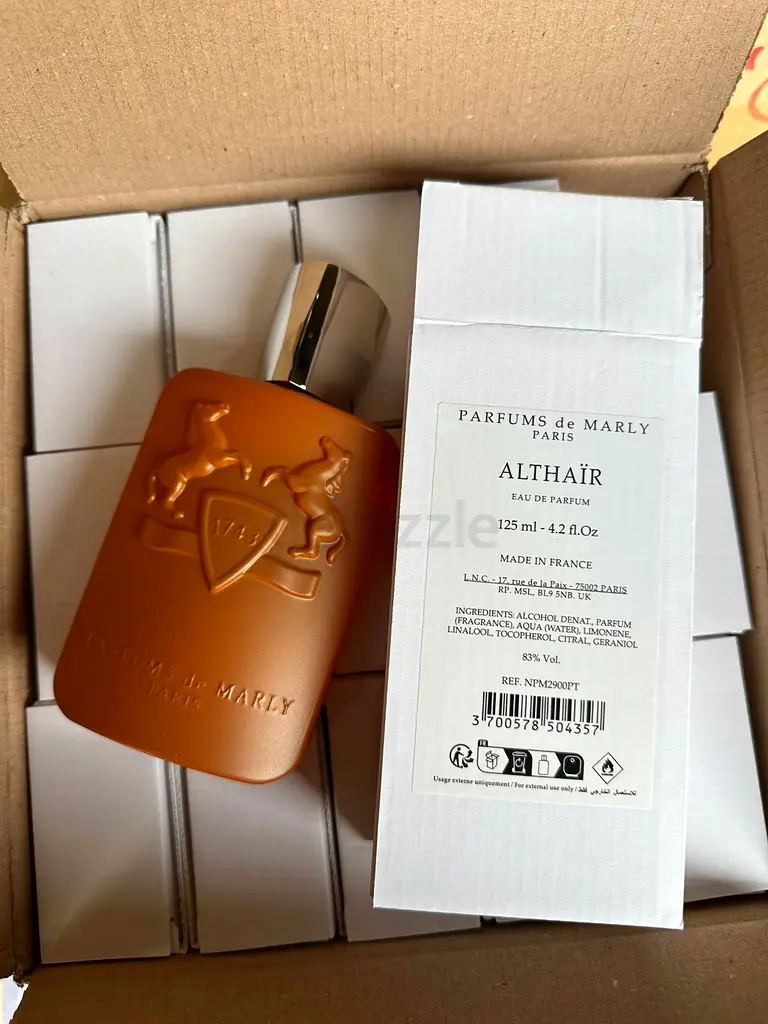 1743
PARFUMS de MARLY
PARIS
PARFUMS de MARLY
PARIS
ALTHAÏR
EAU DE PARFUM
125 ml - 4.2 fl.Oz
MADE IN FRANCE
L.N.C. - 17, rue de la Paix - 75002 PARIS
RP. MSL, BL9 5NB. UK
INGREDIENTS: ALCOHOL DENAT., PARFUM
(FRAGRANCE), AQUA (WATER), LIMONENE,
LINALOOL, TOCOPHEROL, CITRAL, GERANIOL
83% Vol.
REF. NPM2900PT
3 700578 504357
FR
Usage externe uniquement / For external use only / للاستعمال الخارجي فقط